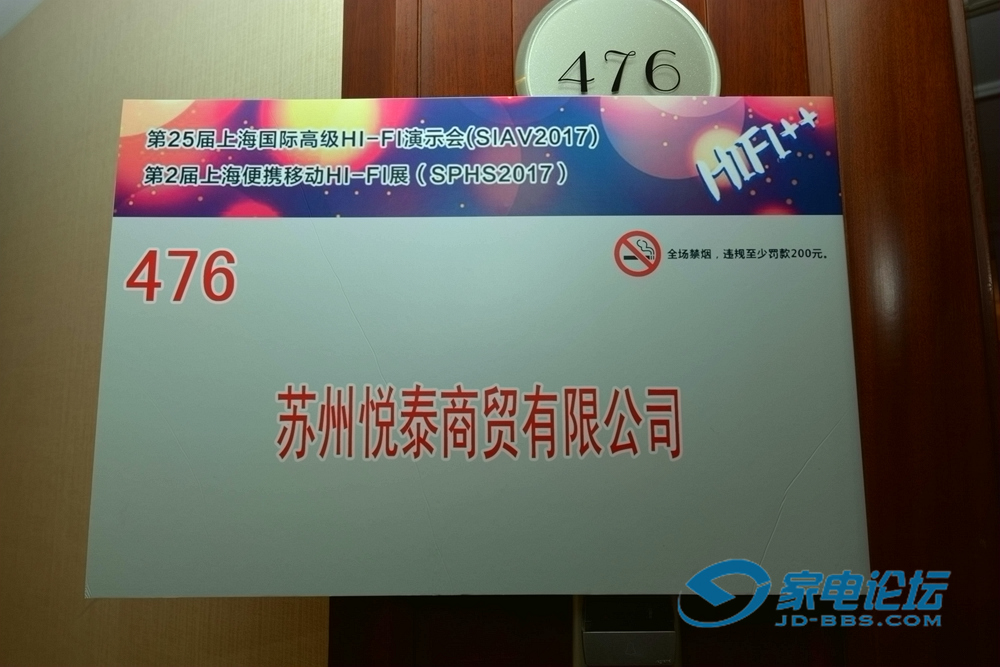 476
第25届上海国际高级HI-FI演示会(SIAV2017)
第2届上海便携移动HI-FI展（SPHS2017）
HIFI++
476
全场禁烟，违规至少罚款200元。
苏州悦泰商贸有限公司
家电论坛
JD-BBS.COM